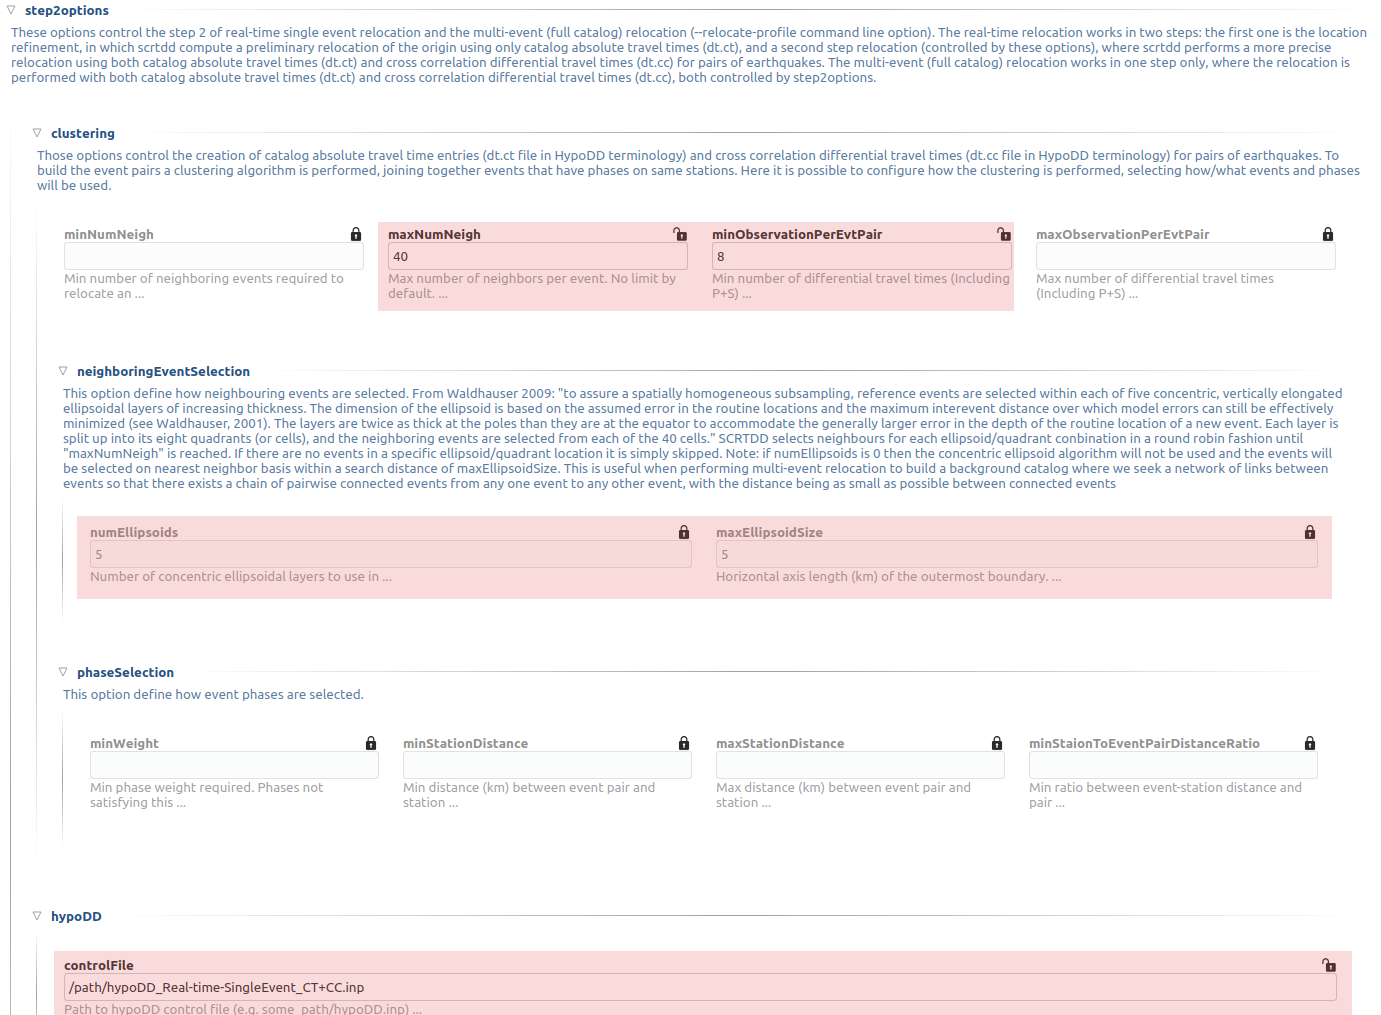 step2options
These options control the step 2 of real-time single event relocation and the multi-event (full catalog) relocation (--relocate-profile command line option). The real-time relocation works in two steps: the first one is the location
refinement, in which scrtdd compute a preliminary relocation of the origin using only catalog absolute travel times (dt.ct), and a second step relocation (controlled by these options), where scrtdd performs a more precise
relocation using both catalog absolute travel times (dt.ct) and cross correlation differential travel times (dt.cc) for pairs of earthquakes. The multi-event (full catalog) relocation works in one step only, where the relocation is
performed with both catalog absolute travel times (dt.ct) and cross correlation differential travel times (dt.cc), both controlled by step2options.
clustering
Those options control the creation of catalog absolute travel time entries (dt.ct file in HypoDD terminology) and cross correlation differential travel times (dt.cc file in HypoDD terminology) for pairs of earthquakes. To
build the event pairs a clustering algorithm is performed, joining together events that have phases on same stations. Here it is possible to configure how the clustering is performed, selecting how/what events and phases
will be used.
minNumNeigh
Min number of neighboring events required to
relocate an ...
maxNumNeigh
40
Max number of neighbors per event. No limit by
default. ...
minObservationPerEvtPair
8
Min number of differential travel times (Including
P+S) ...
maxObservationPerEvtPair
Max number of differential travel times
(Including P+S) ...
neighboringEventSelection
This option define how neighbouring events are selected. From Waldhauser 2009: "to assure a spatially homogeneous subsampling, reference events are selected within each of five concentric, vertically elongated
ellipsoidal layers of increasing thickness. The dimension of the ellipsoid is based on the assumed error in the routine locations and the maximum interevent distance over which model errors can still be effectively
minimized (see Waldhauser, 2001). The layers are twice as thick at the poles than they are at the equator to accommodate the generally larger error in the depth of the routine location of a new event. Each layer is
split up into its eight quadrants (or cells), and the neighboring events are selected from each of the 40 cells." SCRTDD selects neighbours for each ellipsoid/quadrant conbination in a round robin fashion until
"maxNumNeigh" is reached. If there are no events in a specific ellipsoid/quadrant location it is simply skipped. Note: if numEllipsoids is 0 then the concentric ellipsoid algorithm will not be used and the events will
be selected on nearest neighbor basis within a search distance of maxEllipsoidSize. This is useful when performing multi-event relocation to build a background catalog where we seek a network of links between
events so that there exists a chain of pairwise connected events from any one event to any other event, with the distance being as small as possible between connected events
numEllipsoids
5
Number of concentric ellipsoidal layers to use in ...
maxEllipsoidSize
5
Horizontal axis length (km) of the outermost boundary. ...
phaseSelection
This option define how event phases are selected.
minWeight
Min phase weight required. Phases not
satisfying this ...
minStationDistance
Min distance (km) between event pair and
station ...
maxStationDistance
Max distance (km) between event pair and
station ...
minStaionToEventPairDistanceRatio
Min ratio between event-station distance and
pair ...
hypoDD
controlFile
/path/hypoDD_Real-time-SingleEvent_CT+CC.inp
Path to hypoDD control file (e.g. some_path/hypoDD.inp) ...